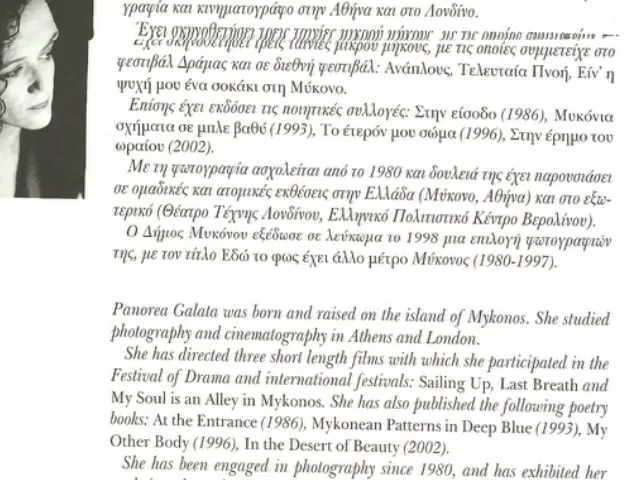 γραφία και κινηματογράφο στην Αθήνα και στο Λονδίνο.
Έχει σκηνοθετήσει τρεις ταινίες μικρού μήκους, με τις οποίες συμμετείχε στο
φεστιβάλ Δράμας και σε διεθνή φεστιβάλ: Ανάπλους, Τελευταία Πνοή, Είν' η
ψυχή μου ένα σοκάκι στη Μύκονο.
Επίσης έχει εκδόσει τις ποιητικές συλλογές: Στην είσοδο (1986), Μυκόνια
σχήματα σε μπλε βαθύ (1993), Το έτερόν μου σώμα (1996), Στην έρημο του
ωραίου (2002).
Με τη φωτογραφία ασχολείται από το 1980 και δουλειά της έχει παρουσιάσει
σε ομαδικές και ατομικές εκθέσεις στην Ελλάδα (Μύκονο, Αθήνα) και στο εξω-
τερικό (Θέατρο Τέχνης Λονδίνου, Ελληνικό Πολιτιστικό Κέντρο Βερολίνου).
Ο Δήμος Μυκόνου εξέδωσε σε λεύκωμα το 1998 μια επιλογή φωτογραφιών
της, με τον τίτλο Εδώ το φως έχει άλλο μέτρο Μύκονος (1980-1997).
Panorea Galata was born and raised on the island of Mykonos. She studied
photography and cinematography in Athens and London.
She has directed three short length films with which she participated in the
Festival of Drama and international festivals: Sailing Up, Last Breath and
My Soul is an Alley in Mykonos. She has also published the following poetry
books: At the Entrance (1986), Mykonean Patterns in Deep Blue (1993), My
Other Body (1996), In the Desert of Beauty (2002).
She has been engaged in photography since 1980, and has exhibited her